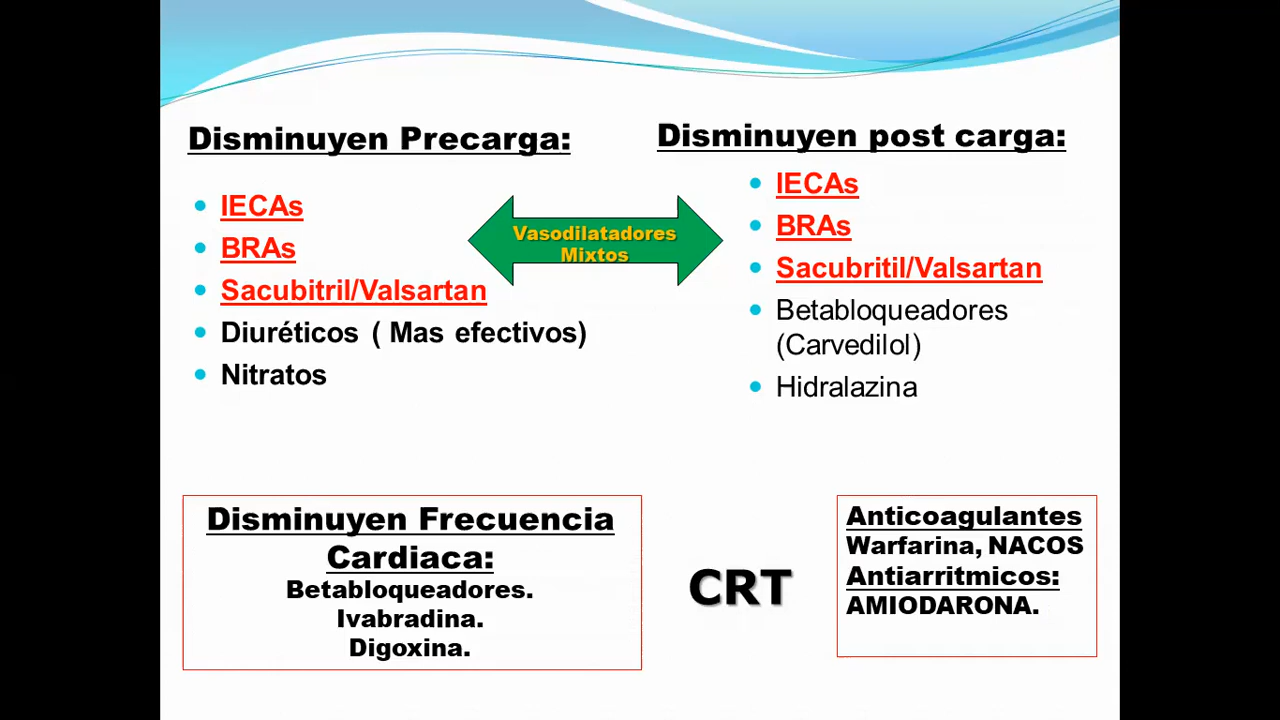 Disminuyen Precarga:
IECAs
BRAs
Sacubitril/Valsartan
Diuréticos ( Mas efectivos)
Nitratos
Vasodilatadores
Mixtos
Disminuyen post carga:
IECAs
BRAs
Sacubritil/Valsartan
Betabloqueadores
(Carvedilol)
Hidralazina
Disminuyen Frecuencia
Cardiaca:
Betabloqueadores.
Ivabradina.
Digoxina.
CRT
Anticoagulantes
Warfarina, NACOS
Antiarritmicos:
AMIODARONA.